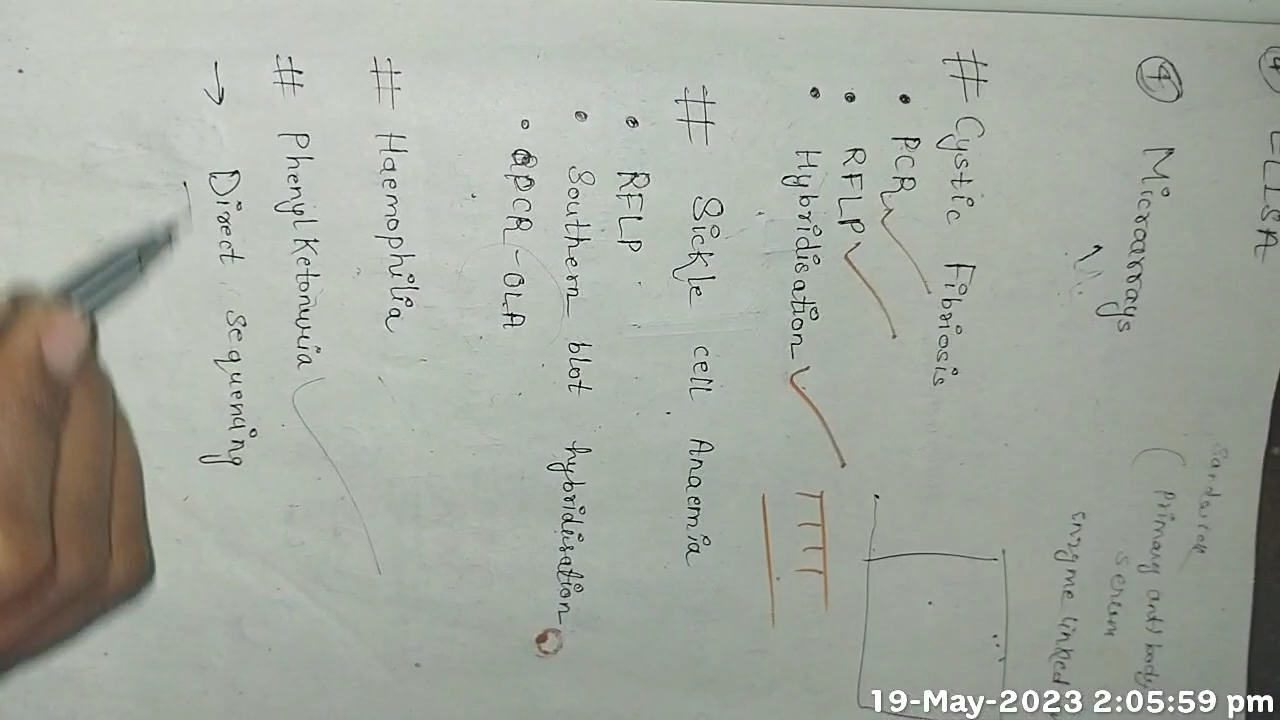 ELISA
④ Microarrays
Sandwich
(Primary antibody
serum
enzyme linked
# Cystic Fibriosis
• PCR
• RFLP
• Hybridisation
# Sickle cell Anaemia
• RFLP
• Southern blot hybridisation
• PCR-OLA
# Haemophilia
# Phenyl Ketonuria
→ Direct sequencing
19-May-2023 2:05:59 pm